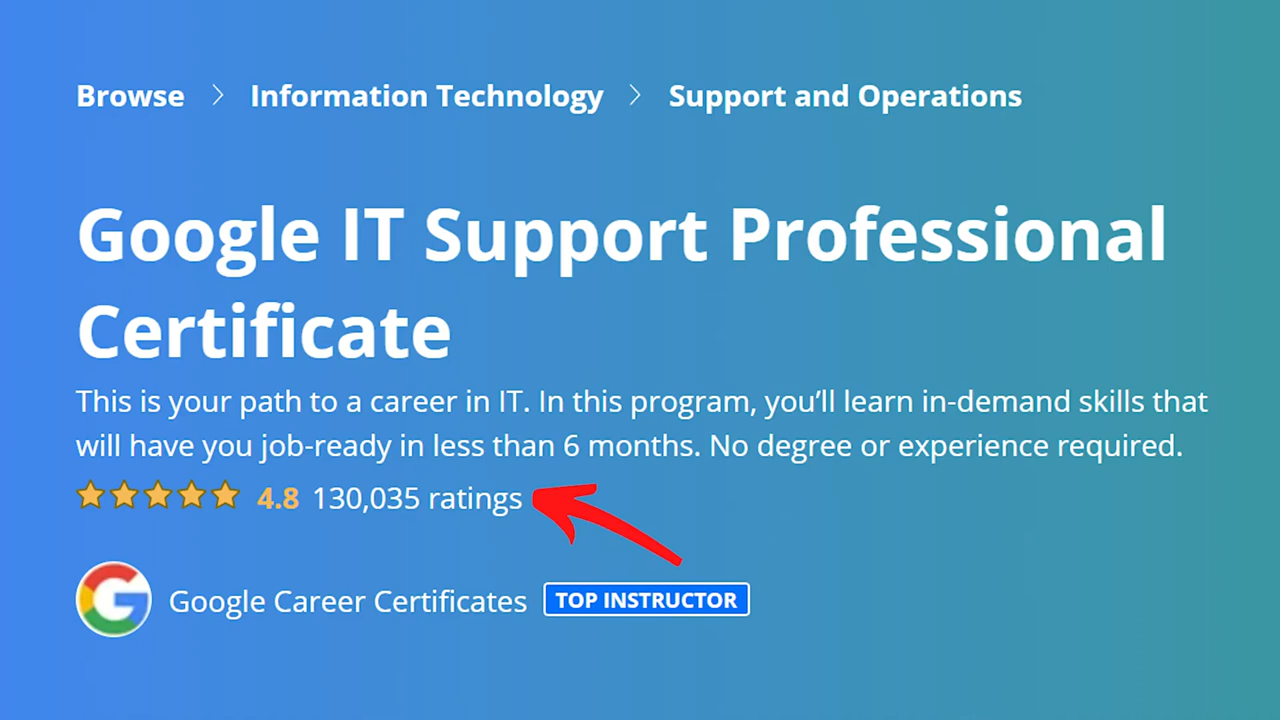 Browse > Information Technology > Support and Operations
Google IT Support Professional
Certificate
This is your path to a career in IT. In this program, you’ll learn in-demand skills that
will have you job-ready in less than 6 months. No degree or experience required.
4.8 130,035 ratings
Google Career Certificates TOP INSTRUCTOR